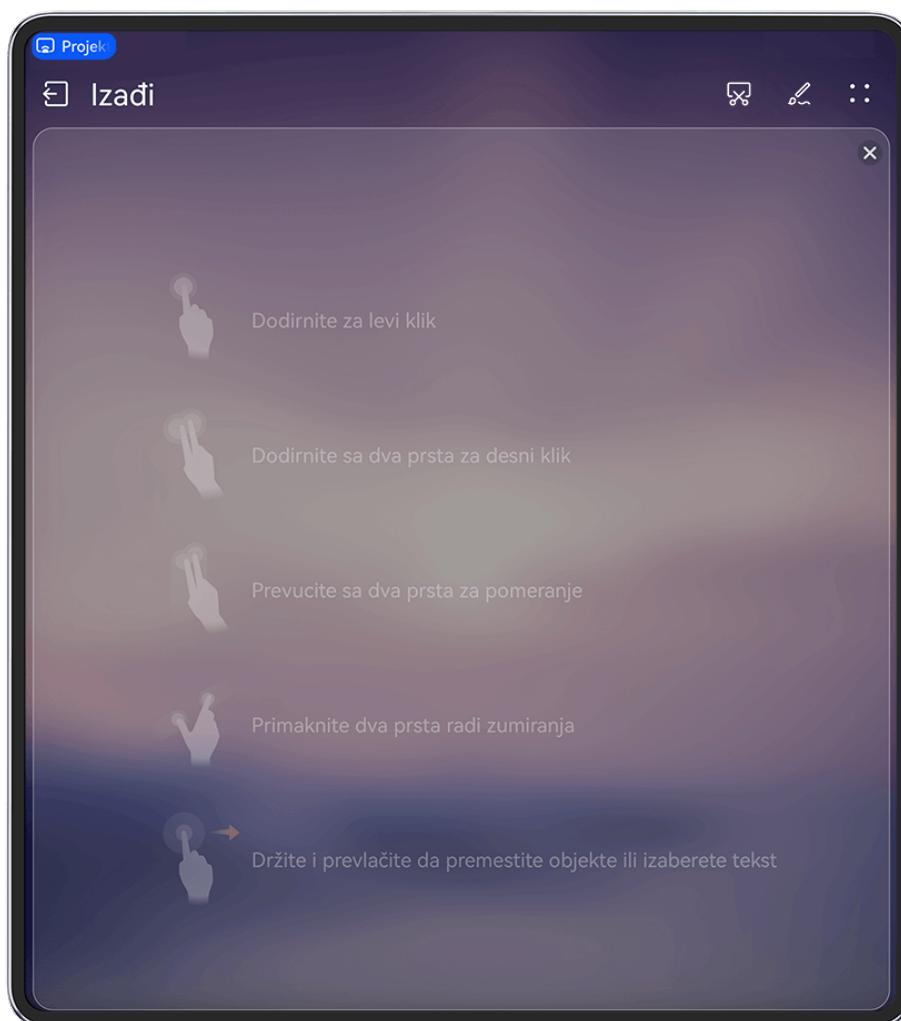 Projek
Izađi
Dodirnite za levi klik
Dodirnite sa dva prsta za desni klik
Prevucite sa dva prsta za pomeranje
Primaknite dva prsta radi zumiranja
Držite i prevlačite da premestite objekte ili izaberete tekst